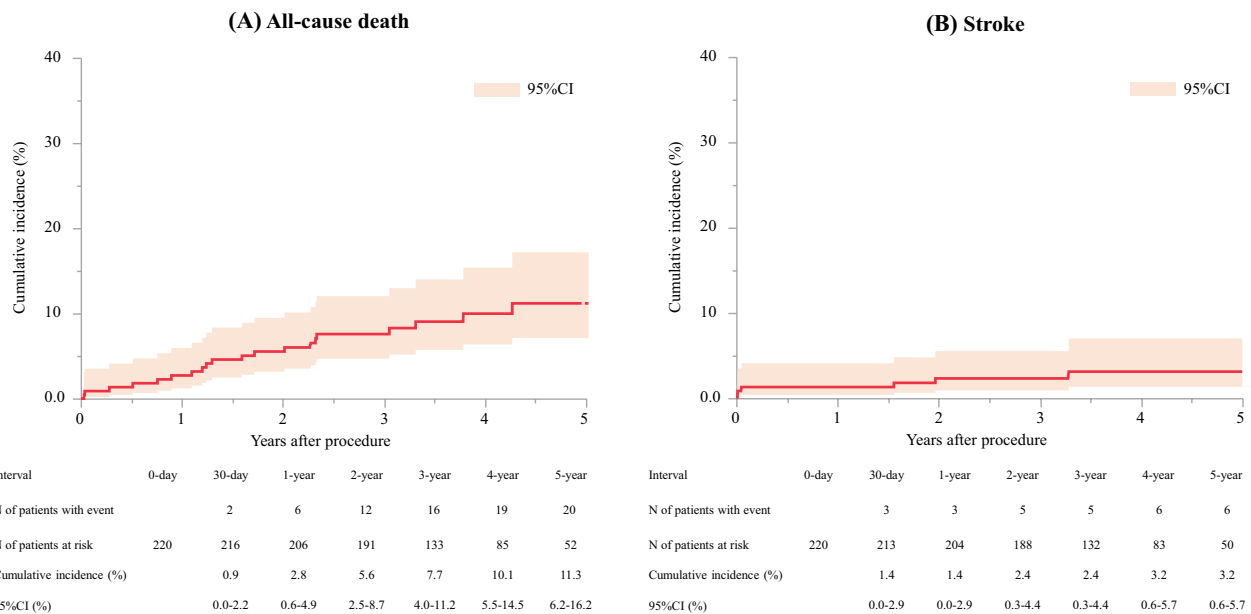 (A) All-cause death
40
95%CI
30
20
10
0.0
Cumulative incidence (%)
0 1 2 3 4 5
Years after procedure
nterval 0-day 30-day 1-year 2-year 3-year 4-year 5-year
N of patients with event 2 6 12 16 19 20
N of patients at risk 220 216 206 191 133 85 52
Cumulative incidence (%) 0.9 2.8 5.6 7.7 10.1 11.3
95%CI (%) 0.0-2.2 0.6-4.9 2.5-8.7 4.0-11.2 5.5-14.5 6.2-16.2
(B) Stroke
40
95%CI
30
20
10
0.0
Cumulative incidence (%)
0 1 2 3 4 5
Years after procedure
Interval 0-day 30-day 1-year 2-year 3-year 4-year 5-year
N of patients with event 3 3 5 5 6 6
N of patients at risk 220 213 204 188 132 83 50
Cumulative incidence (%) 1.4 1.4 2.4 2.4 3.2 3.2
95%CI (%) 0.0-2.9 0.0-2.9 0.3-4.4 0.3-4.4 0.6-5.7 0.6-5.7